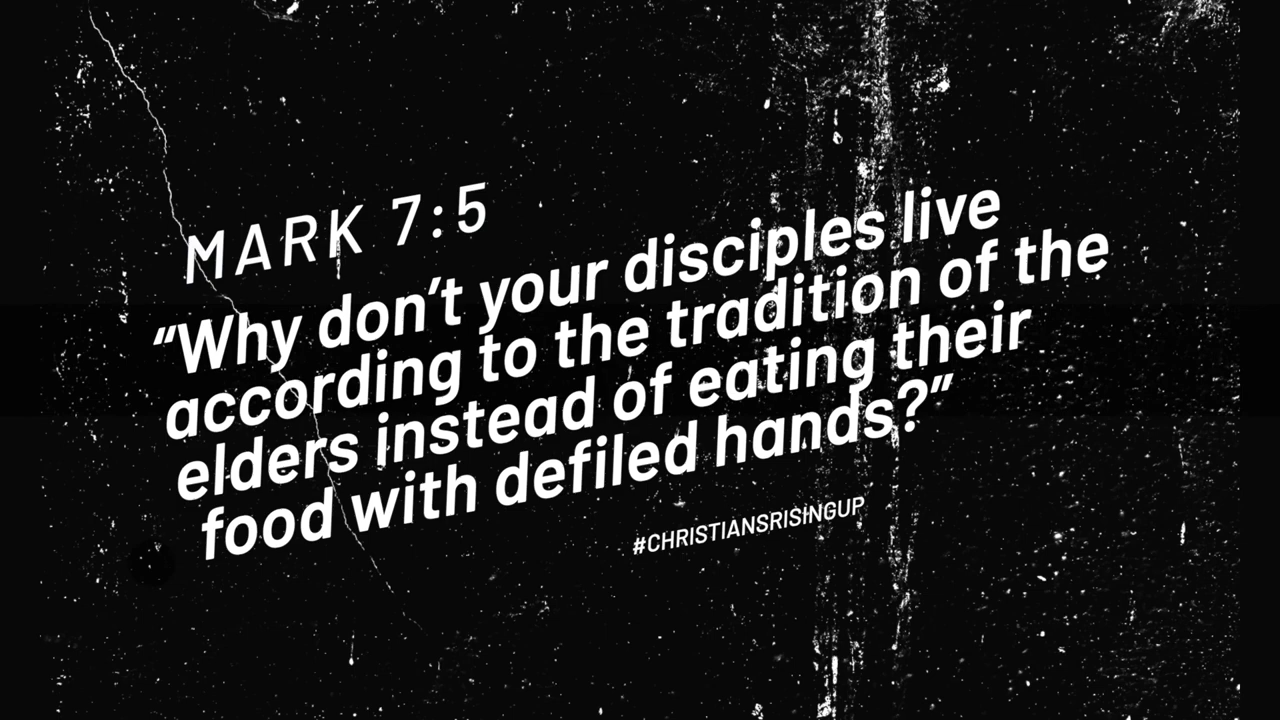 MARK 7:5
“Why don’t your disciples live
according to the tradition of the
elders instead of eating their
food with defiled hands?”
#CHRISTIANSRISINGUP